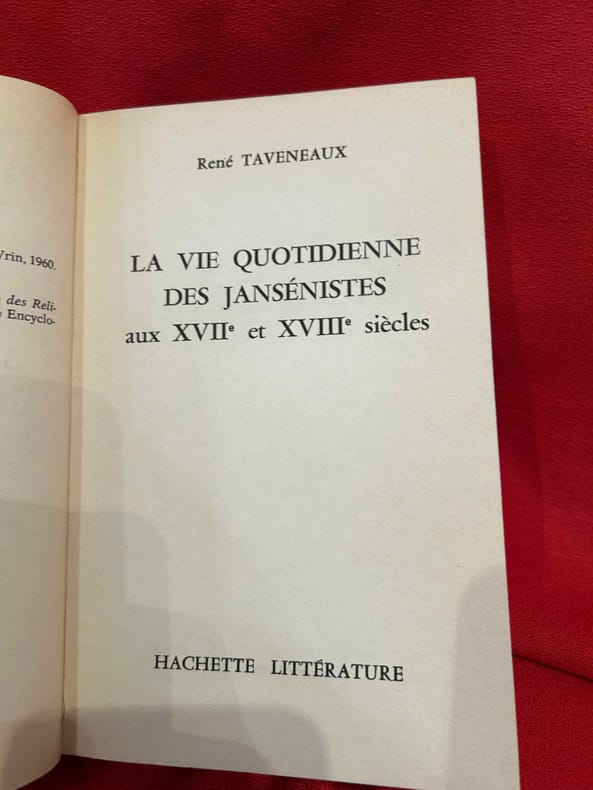 Vrin, 1960.
des Reli-
Encyclo-
René TAVENEAUX
LA VIE QUOTIDIENNE
DES JANSÉNISTES
aux XVIIᵉ et XVIIIᵉ siècles
HACHETTE LITTÉRATURE